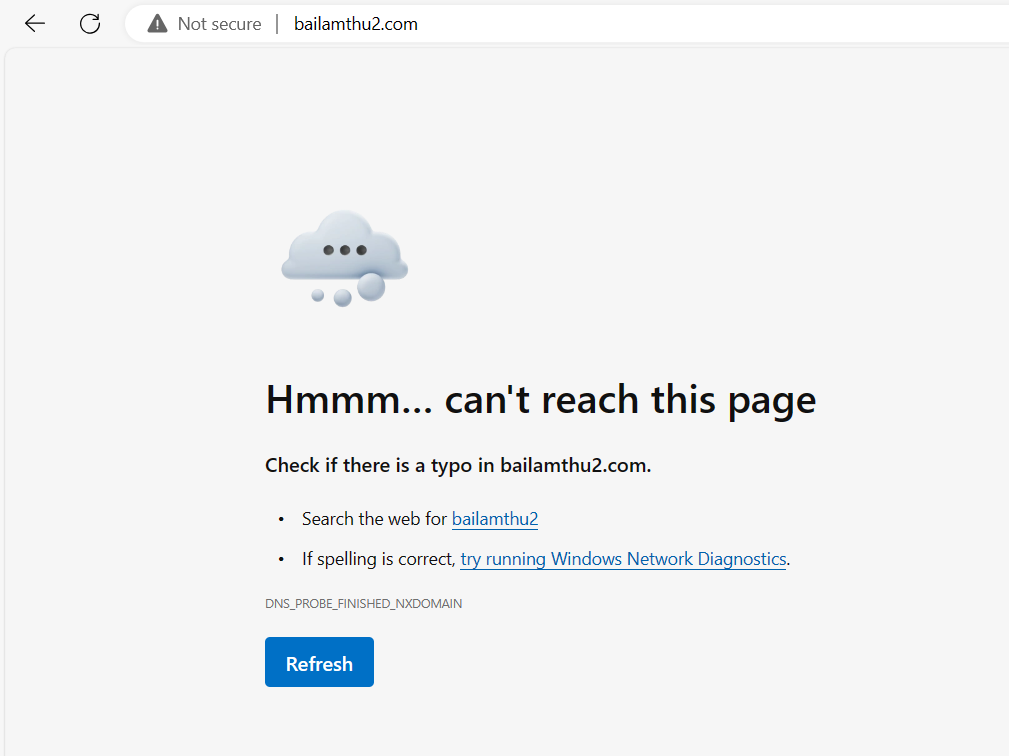 Not secure | bailamthu2.com
Hmmm... can't reach this page
Check if there is a typo in bailamthu2.com.
• Search the web for bailamthu2
• If spelling is correct, try running Windows Network Diagnostics.
DNS_PROBE_FINISHED_NXDOMAIN
Refresh